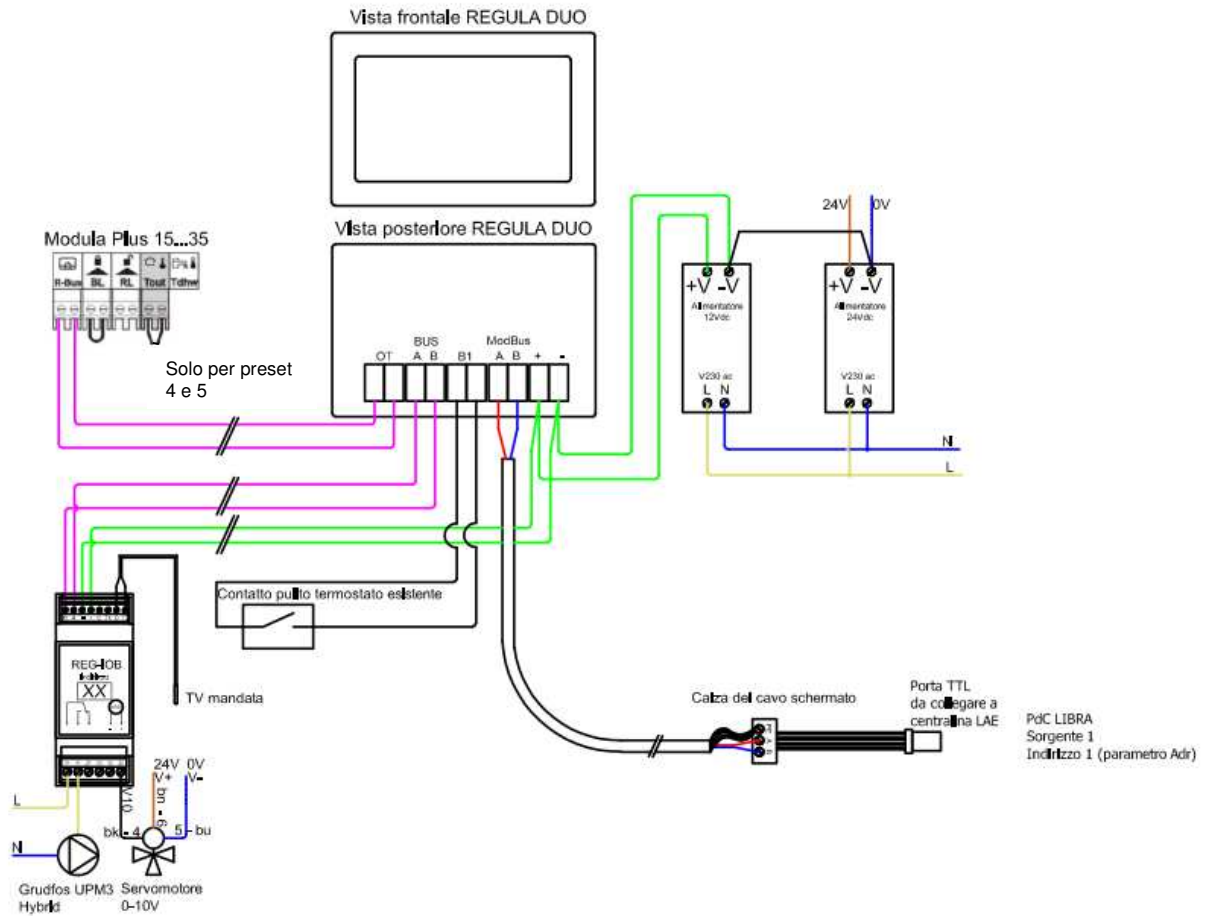 Vista frontale REGULA DUO
Vista posteriore REGULA DUO
Modula Plus 15...35
R-Bus BL RL Tout Tdhw
Solo per preset
4 e 5
BUS ModBus
OT A B B1 A B + -
24V 0V
+V -V
Alimentatore
12Vdc
V230 ac
L N
+V -V
Alimentatore
24Vdc
V230 ac
L N
N
L
Contatto pulito termostato esistente
REG-IOB
Indirizzo
XX
TV mandata
Calza del cavo schermato
Porta TTL
da collegare a
centralina LAE
PdC LIBRA
Sorgente 1
Indirizzo 1 (parametro Adr)
24V 0V
V+ V-
V10
bn - 6
bk - 4
5 - bu
L
N
Grudfos UPM3
Hybrid
Servomotore
0-10V